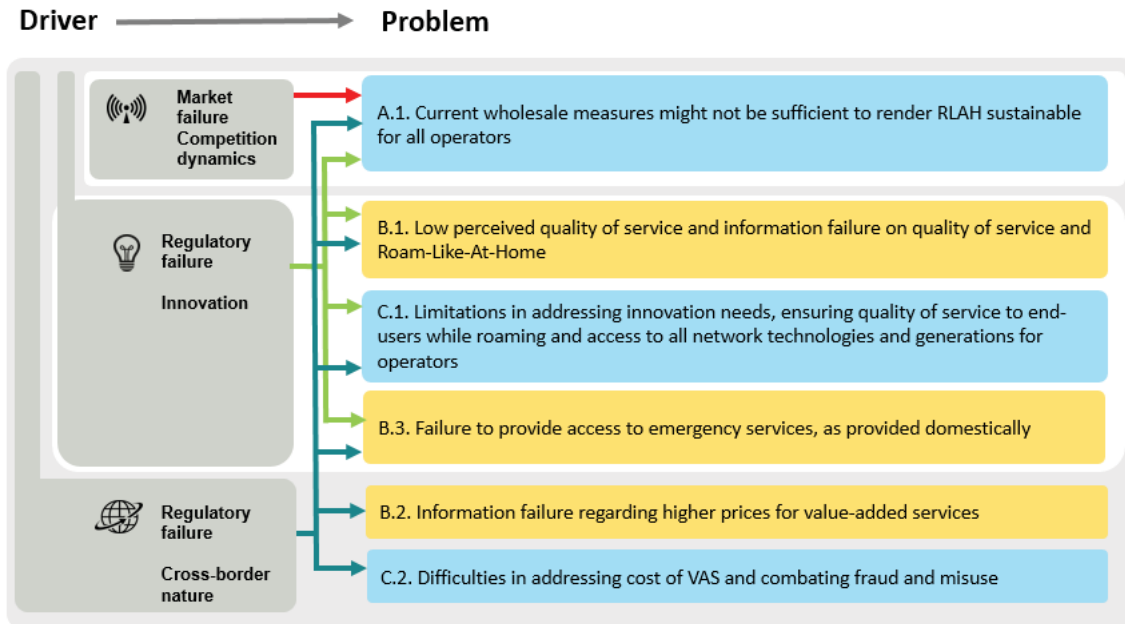 Driver
Problem
Market
failure
Competition
dynamics
A.1. Current wholesale measures might not be sufficient to render RLAH sustainable
for all operators
Regulatory
failure
Innovation
B.1. Low perceived quality of service and information failure on quality of service and
Roam-Like-At-Home
C.1. Limitations in addressing innovation needs, ensuring quality of service to end-
users while roaming and access to all network technologies and generations for
operators
B.3. Failure to provide access to emergency services, as provided domestically
Regulatory
failure
Cross-border
nature
B.2. Information failure regarding higher prices for value-added services
C.2. Difficulties in addressing cost of VAS and combating fraud and misuse